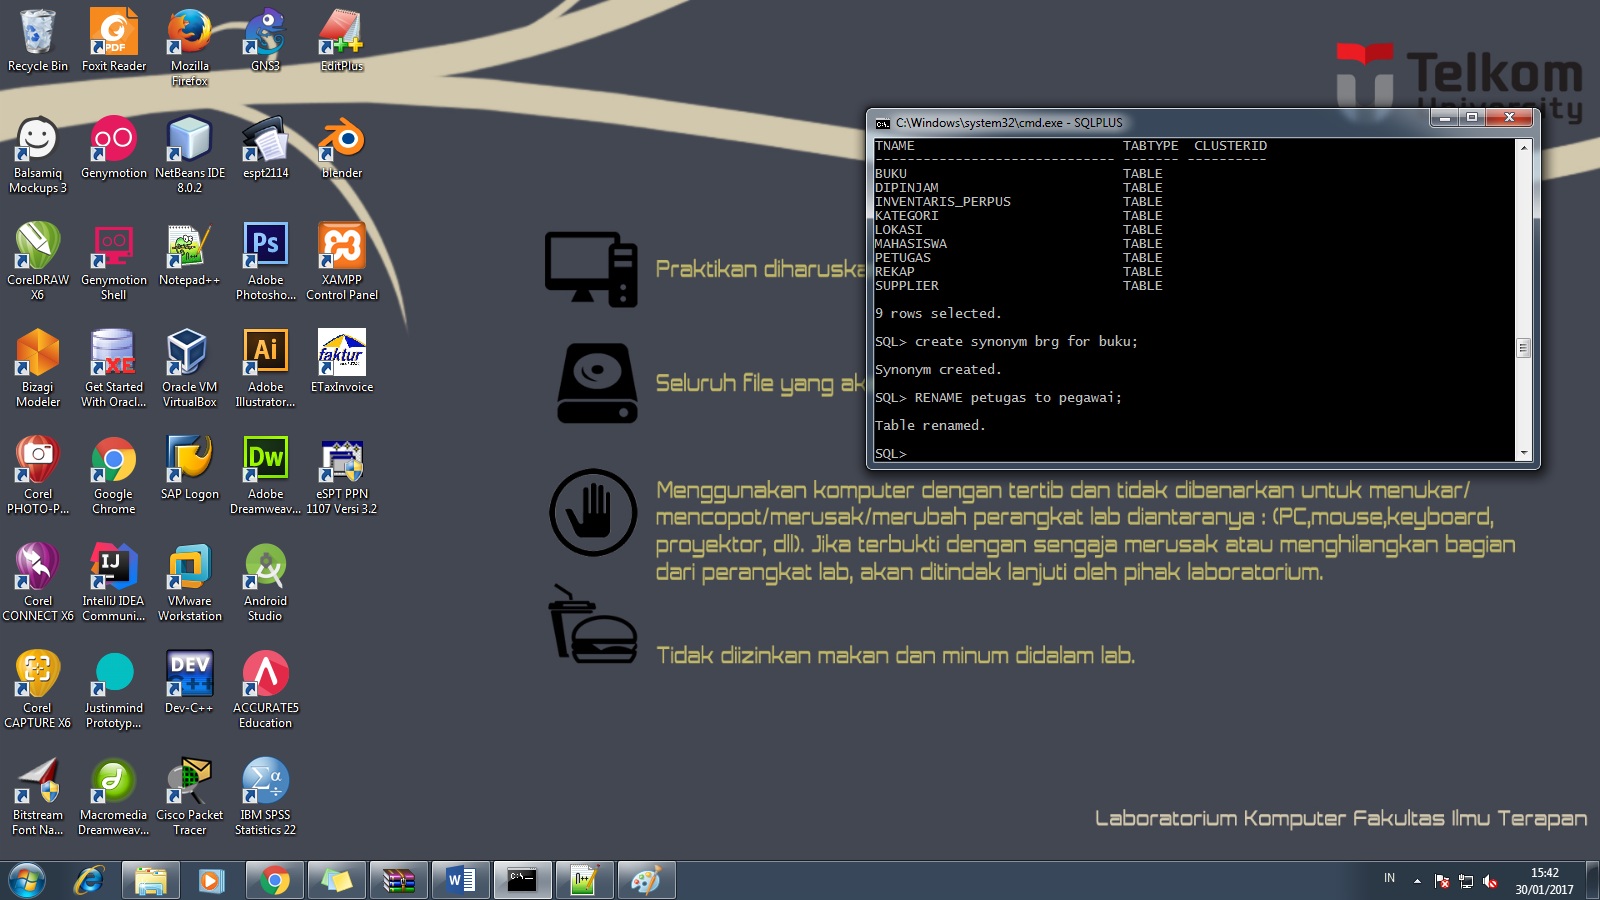 Recycle Bin
Foxit Reader
Mozilla
Firefox
GNS3
EditPlus
Balsamiq
Mockups 3
Genymotion
NetBeans IDE
8.0.2
espt2114
blender
CorelDRAW
X6
Genymotion
Shell
Notepad++
Adobe
Photosho...
XAMPP
Control Panel
Bizagi
Modeler
Get Started
With Oracl...
Oracle VM
VirtualBox
Adobe
Illustrator...
ETaxInvoice
Corel
PHOTO-P...
Google
Chrome
SAP Logon
Adobe
Dreamweav...
eSPT PPN
1107 Versi 3.2
Corel
CONNECT X6
IntelliJ IDEA
Communi...
VMware
Workstation
Android
Studio
Corel
CAPTURE X6
Justinmind
Prototyp...
Dev-C++
ACCURATE5
Education
Bitstream
Font Na...
Macromedia
Dreamweav...
Cisco Packet
Tracer
IBM SPSS
Statistics 22
Telkom
University
C:\Windows\system32\cmd.exe - SQLPLUS
TNAME TABTYPE CLUSTERID
------------------------------ ------- ----------
BUKU TABLE
DIPINJAM TABLE
INVENTARIS_PERPUS TABLE
KATEGORI TABLE
LOKASI TABLE
MAHASISWA TABLE
PETUGAS TABLE
REKAP TABLE
SUPPLIER TABLE
9 rows selected.
SQL> create synonym brg for buku;
Synonym created.
SQL> RENAME petugas to pegawai;
Table renamed.
SQL>
Praktikan diharuska
Seluruh file yang ak
Menggunakan komputer dengan tertib dan tidak dibenarkan untuk menukar/
mencopot/merusak/merubah perangkat lab diantaranya : (PC,mouse,keyboard,
proyektor, dll). Jika terbukti dengan sengaja merusak atau menghilangkan bagian
dari perangkat lab, akan ditindak lanjuti oleh pihak laboratorium.
Tidak diizinkan makan dan minum didalam lab.
Laboratorium Komputer Fakultas Ilmu Terapan
IN
15:42
30/01/2017